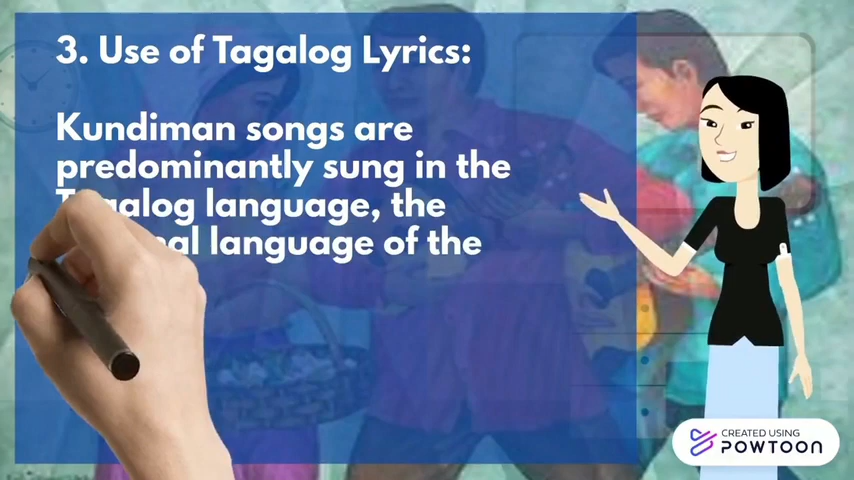 3. Use of Tagalog Lyrics:
Kundiman songs are
predominantly sung in the
Tagalog language, the
language of the
CREATED USING
POWTOON